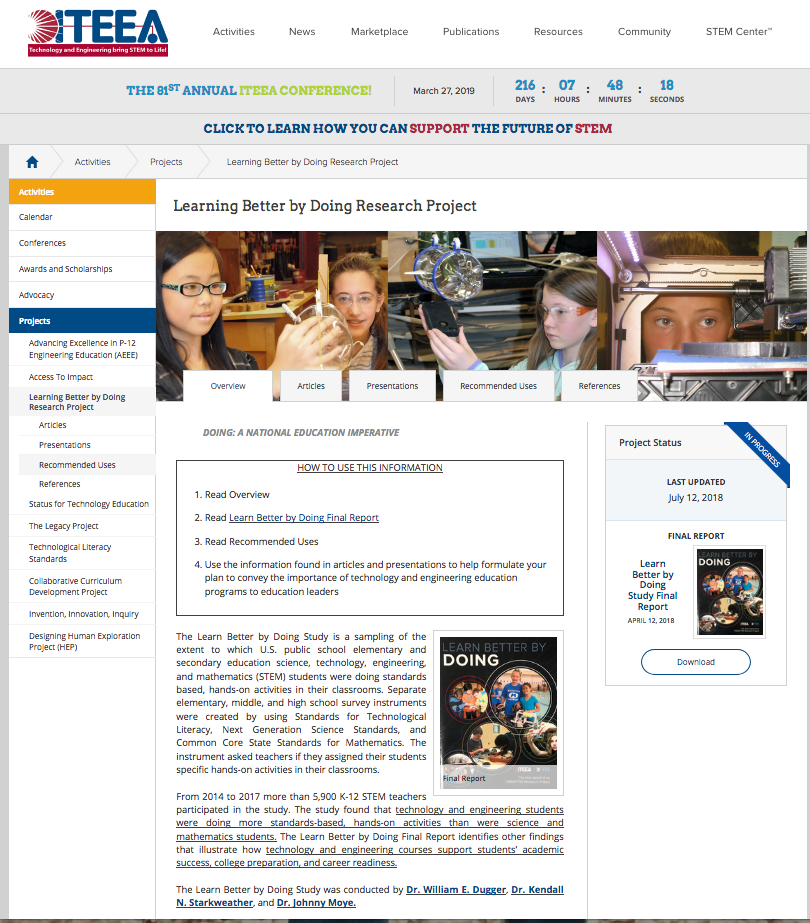 ITEEA
Technology and Engineering bring STEM to Life!
Activities
News
Marketplace
Publications
Resources
Community
STEM Center™
THE 81ST ANNUAL ITEEA CONFERENCE!
March 27, 2019
216 : 07 : 48 : 18
DAYS HOURS MINUTES SECONDS
CLICK TO LEARN HOW YOU CAN SUPPORT THE FUTURE OF STEM
Activities
Projects
Learning Better by Doing Research Project
Activities
Calendar
Conferences
Awards and Scholarships
Advocacy
Projects
Advancing Excellence in P-12
Engineering Education (AEEE)
Access To Impact
Learning Better by Doing
Research Project
Articles
Presentations
Recommended Uses
References
Status for Technology Education
The Legacy Project
Technological Literacy
Standards
Collaborative Curriculum
Development Project
Invention, Innovation, Inquiry
Designing Human Exploration
Project (HEP)
Learning Better by Doing Research Project
Overview
Articles
Presentations
Recommended Uses
References
DOING: A NATIONAL EDUCATION IMPERATIVE
HOW TO USE THIS INFORMATION
1. Read Overview
2. Read Learn Better by Doing Final Report
3. Read Recommended Uses
4. Use the information found in articles and presentations to help formulate your
plan to convey the importance of technology and engineering education
programs to education leaders
The Learn Better by Doing Study is a sampling of the
extent to which U.S. public school elementary and
secondary education science, technology, engineering,
and mathematics (STEM) students were doing standards
based, hands-on activities in their classrooms. Separate
elementary, middle, and high school survey instruments
were created by using Standards for Technological
Literacy, Next Generation Science Standards, and
Common Core State Standards for Mathematics. The
instrument asked teachers if they assigned their students
specific hands-on activities in their classrooms.
LEARN BETTER BY
DOING
ITEEA
Final Report
From 2014 to 2017 more than 5,900 K-12 STEM teachers
participated in the study. The study found that technology and engineering students
were doing more standards-based, hands-on activities than were science and
mathematics students. The Learn Better by Doing Final Report identifies other findings
that illustrate how technology and engineering courses support students' academic
success, college preparation, and career readiness.
The Learn Better by Doing Study was conducted by Dr. William E. Dugger, Dr. Kendall
N. Starkweather, and Dr. Johnny Moye.
Project Status
IN PROGRESS
LAST UPDATED
July 12, 2018
FINAL REPORT
Learn
Better by
Doing
Study Final
Report
APRIL 12, 2018
LEARN BETTER BY
DOING
Download